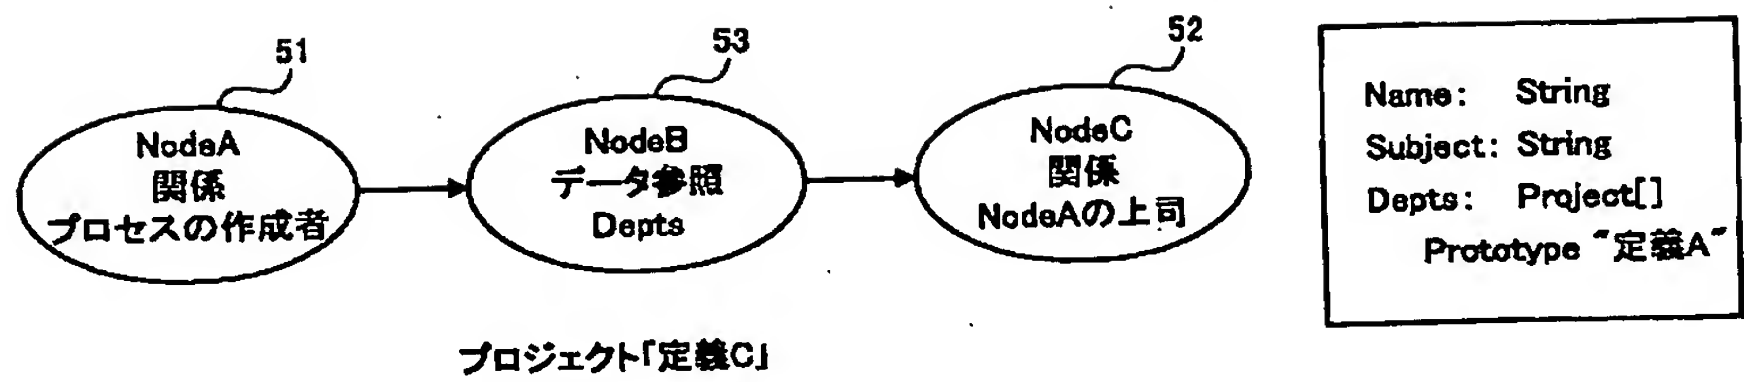 51
NodeA
関係
プロセスの作成者
53
NodeB
データ参照
Depts
52
NodeC
関係
NodeAの上司
Name: String
Subject: String
Depts: Project[]
Prototype "定義A"
プロジェクト「定義C」